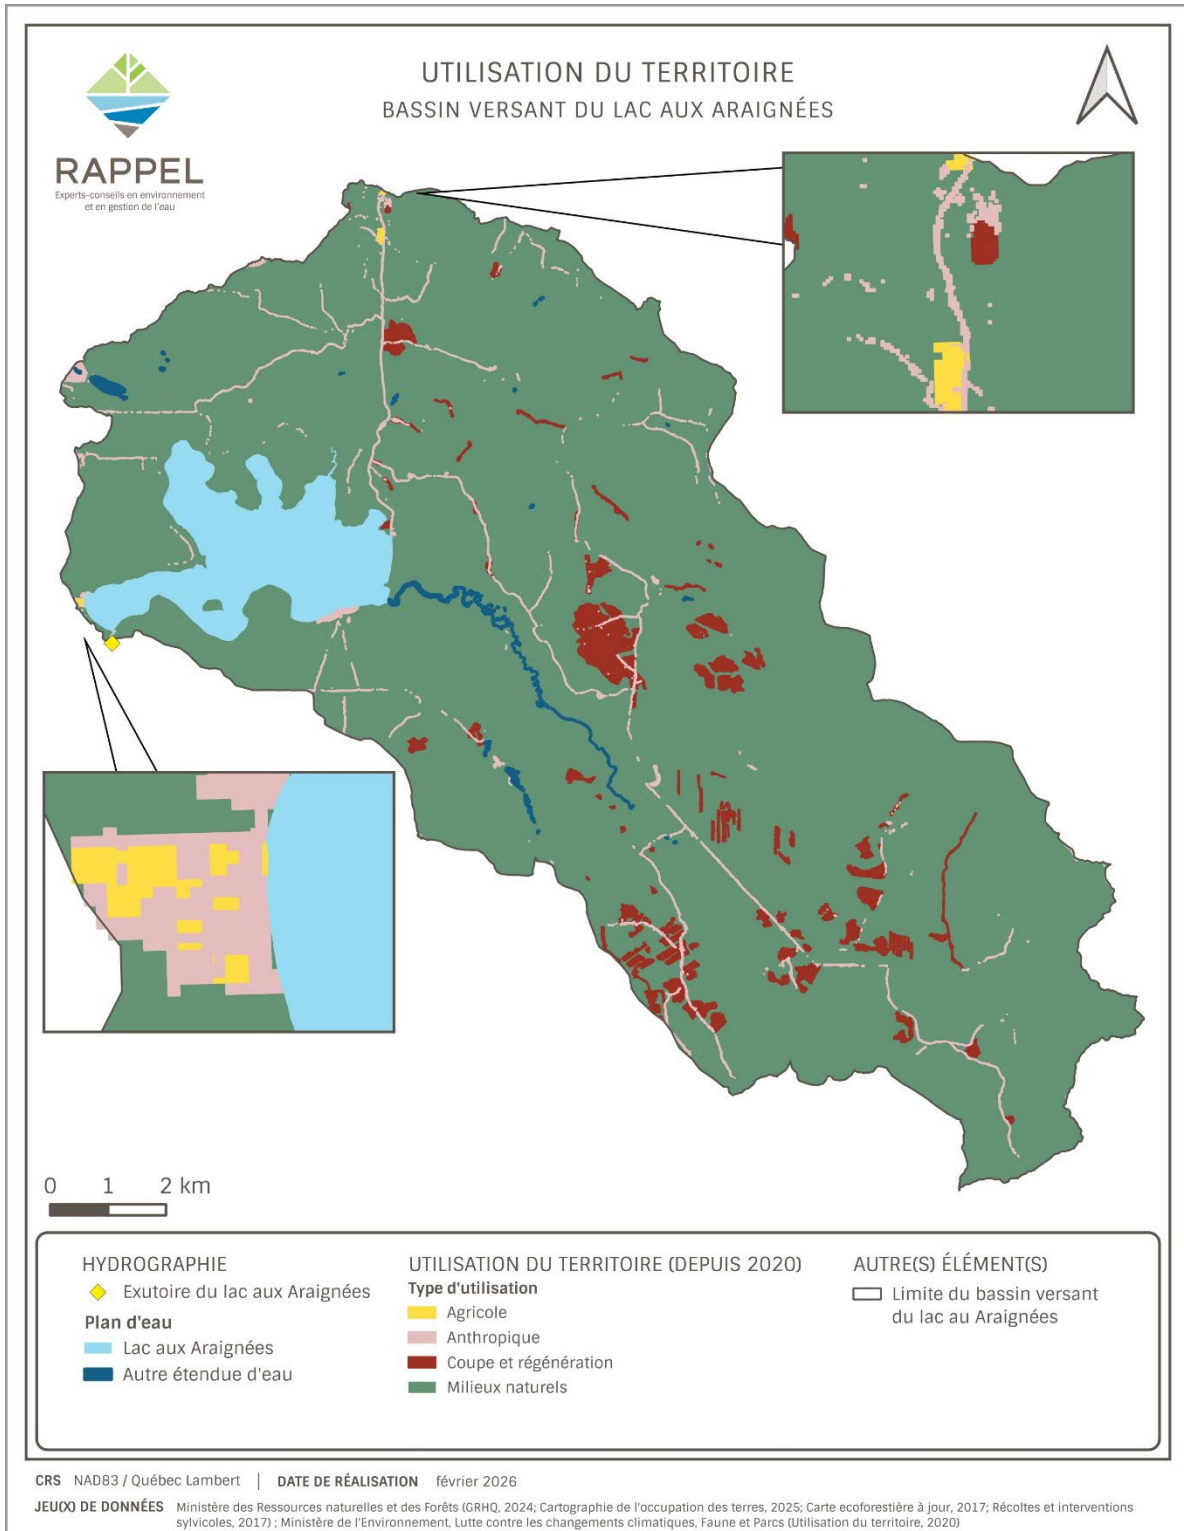 UTILISATION DU TERRITOIRE
BASSIN VERSANT DU LAC AUX ARAIGNÉES
RAPPEL
Experts-conseils en environnement
et en gestion de l'eau
0 1 2 km
HYDROGRAPHIE
Exutoire du lac aux Araignées
Plan d'eau
Lac aux Araignées
Autre étendue d'eau
UTILISATION DU TERRITOIRE (DEPUIS 2020)
Type d'utilisation
Agricole
Anthropique
Coupe et régénération
Milieux naturels
AUTRE(S) ÉLÉMENT(S)
Limite du bassin versant
du lac au Araignées
CRS NAD83 / Québec Lambert | DATE DE RÉALISATION février 2026
JEU(X) DE DONNÉES Ministère des Ressources naturelles et des Forêts (GRHQ, 2024; Cartographie de l'occupation des terres, 2025; Carte ecoforestière à jour, 2017; Récoltes et interventions
sylvicoles, 2017) ; Ministère de l'Environnement, Lutte contre les changements climatiques, Faune et Parcs (Utilisation du territoire, 2020)